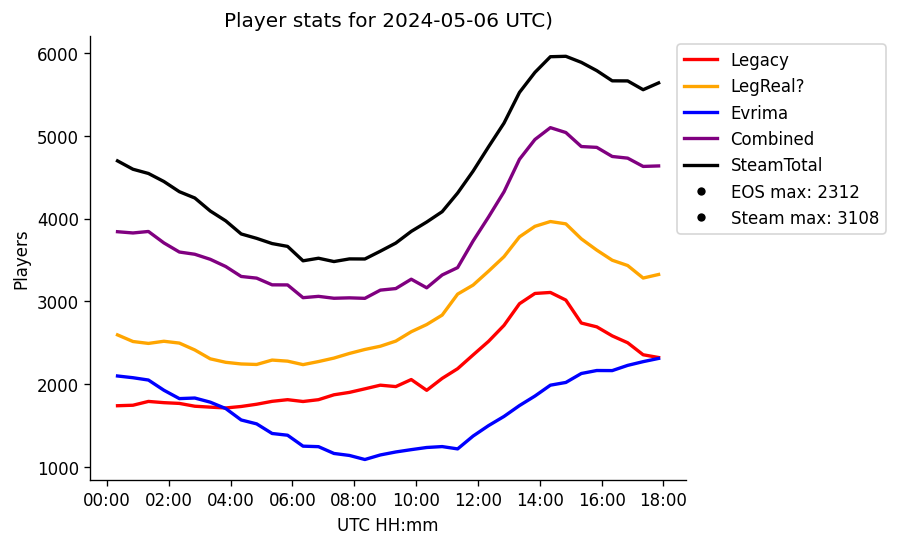 Player stats for 2024-05-06 UTC)
6000
5000
4000
3000
2000
1000
Players
00:00 02:00 04:00 06:00 08:00 10:00 12:00 14:00 16:00 18:00
UTC HH:mm
Legacy
LegReal?
Evrima
Combined
SteamTotal
EOS max: 2312
Steam max: 3108